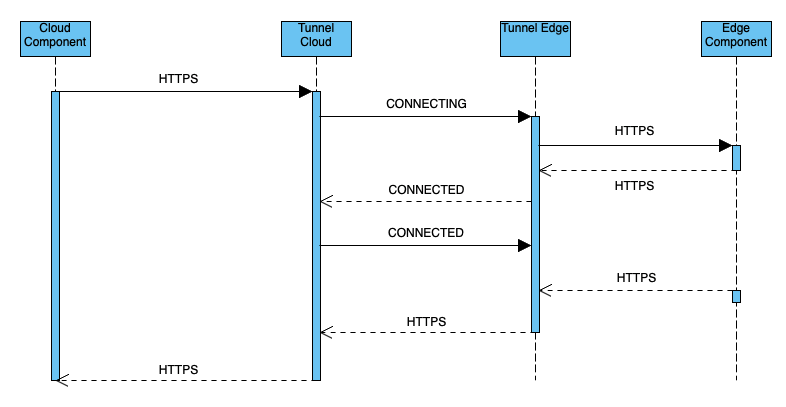 Cloud
Component
Tunnel
Cloud
Tunnel Edge
Edge
Component
HTTPS
CONNECTING
HTTPS
HTTPS
CONNECTED
CONNECTED
HTTPS
HTTPS
HTTPS